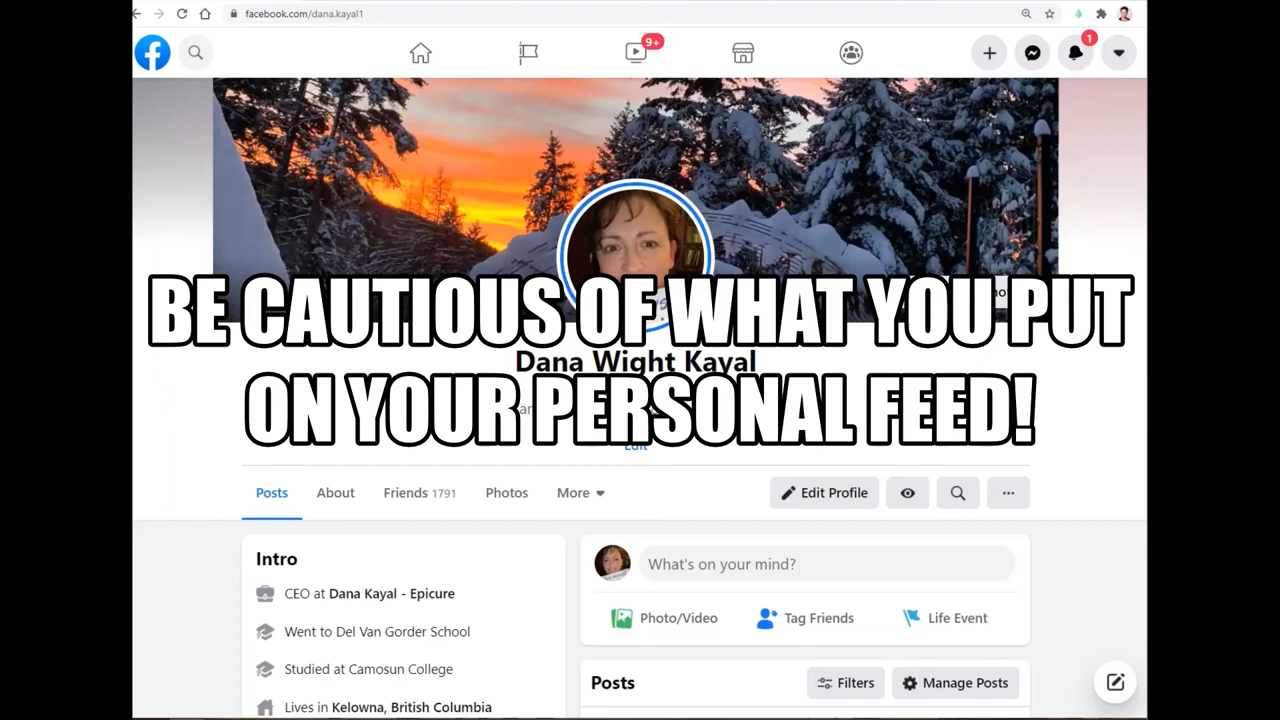 facebook.com/dana.kayal1
9+
1
BE CAUTIOUS OF WHAT YOU PUT
Dana Wight Kayal
ON YOUR PERSONAL FEED!
Edit
Posts About Friends 1791 Photos More Edit Profile ...
Intro
What's on your mind?
CEO at Dana Kayal - Epicure
Photo/Video Tag Friends Life Event
Went to Del Van Gorder School
Studied at Camosun College
Posts Filters Manage Posts
Lives in Kelowna, British Columbia